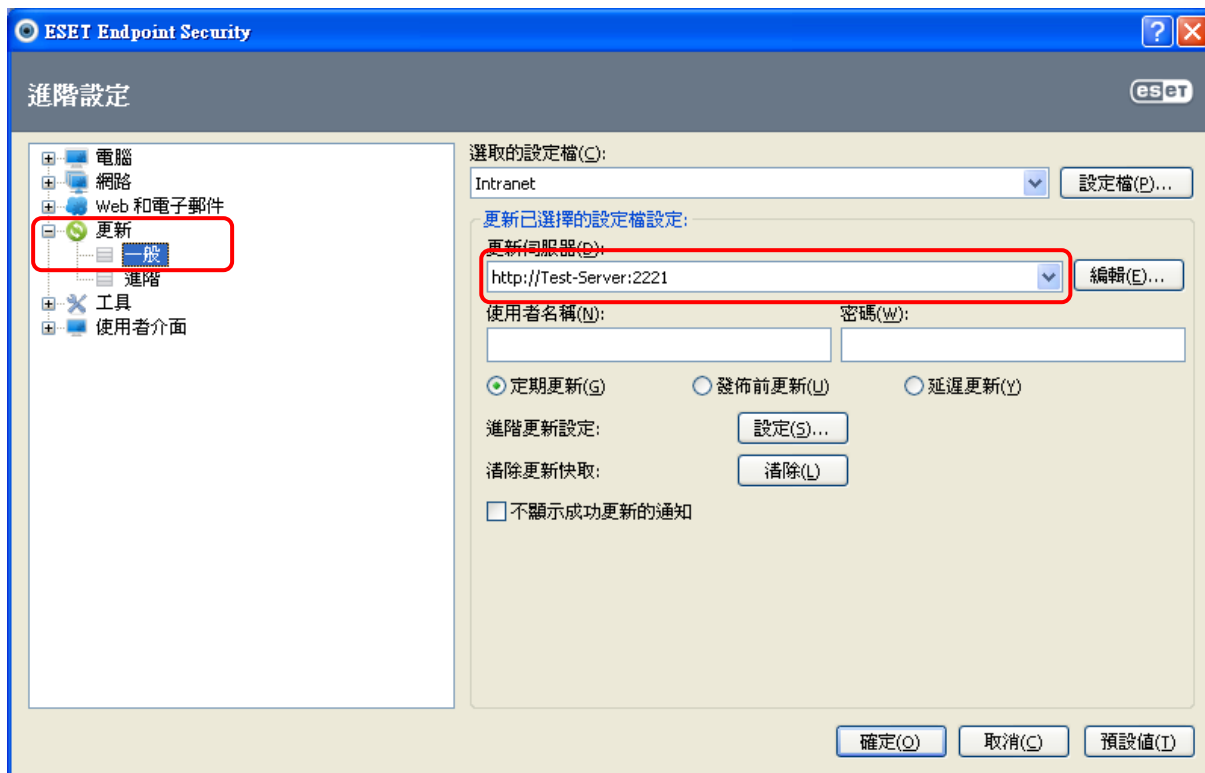 ESET Endpoint Security
進階設定
eset
電腦
網路
Web 和電子郵件
更新
一般
進階
工具
使用者介面
選取的設定檔(C):
Intranet
設定檔(P)...
更新已選擇的設定檔設定:
更新伺服器(D):
http://Test-Server:2221
編輯(E)...
使用者名稱(N): 密碼(W):
定期更新(G) 發佈前更新(U) 延遲更新(Y)
進階更新設定: 設定(S)...
清除更新快取: 清除(L)
不顯示成功更新的通知
確定(O) 取消(C) 預設值(T)